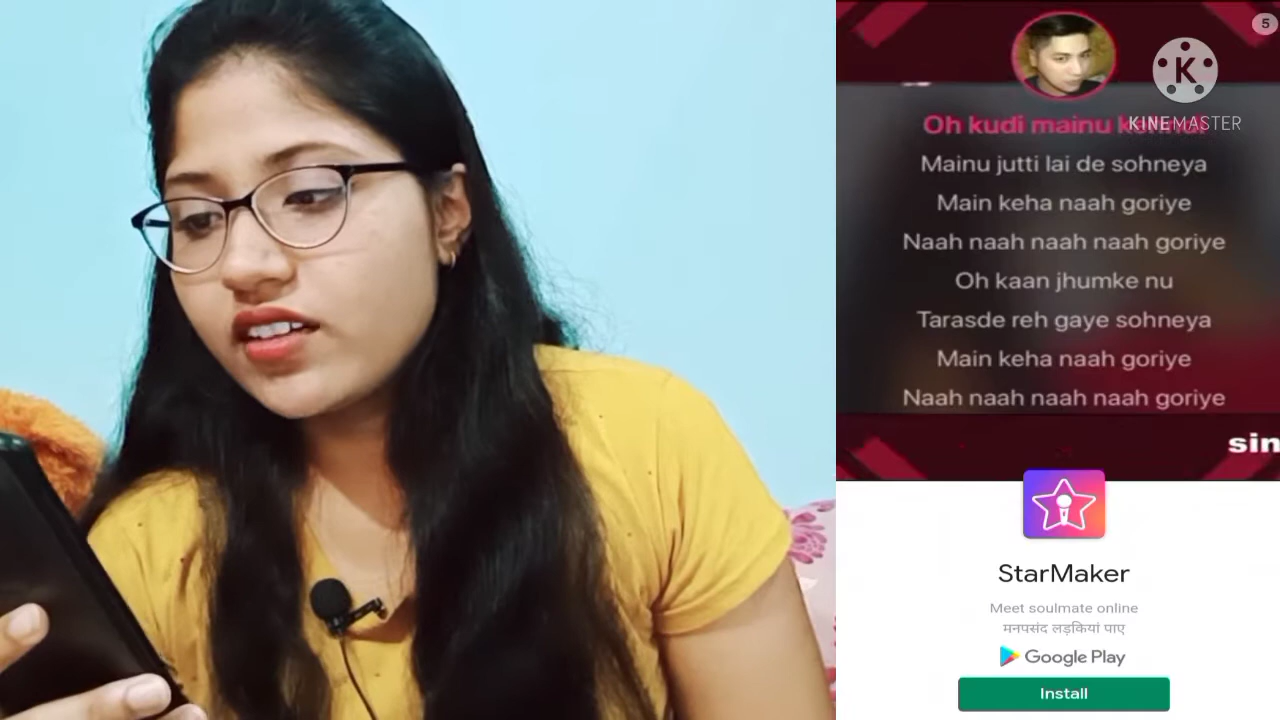 5
K
KINEMASTER
Oh kudi mainu
Mainu jutti lai de sohneya
Main keha naah goriye
Naah naah naah naah goriye
Oh kaan jhumke nu
Tarasde reh gaye sohneya
Main keha naah goriye
Naah naah naah naah goriye
sin
StarMaker
Meet soulmate online
मनपसंद लड़कियां पाए
Google Play
Install